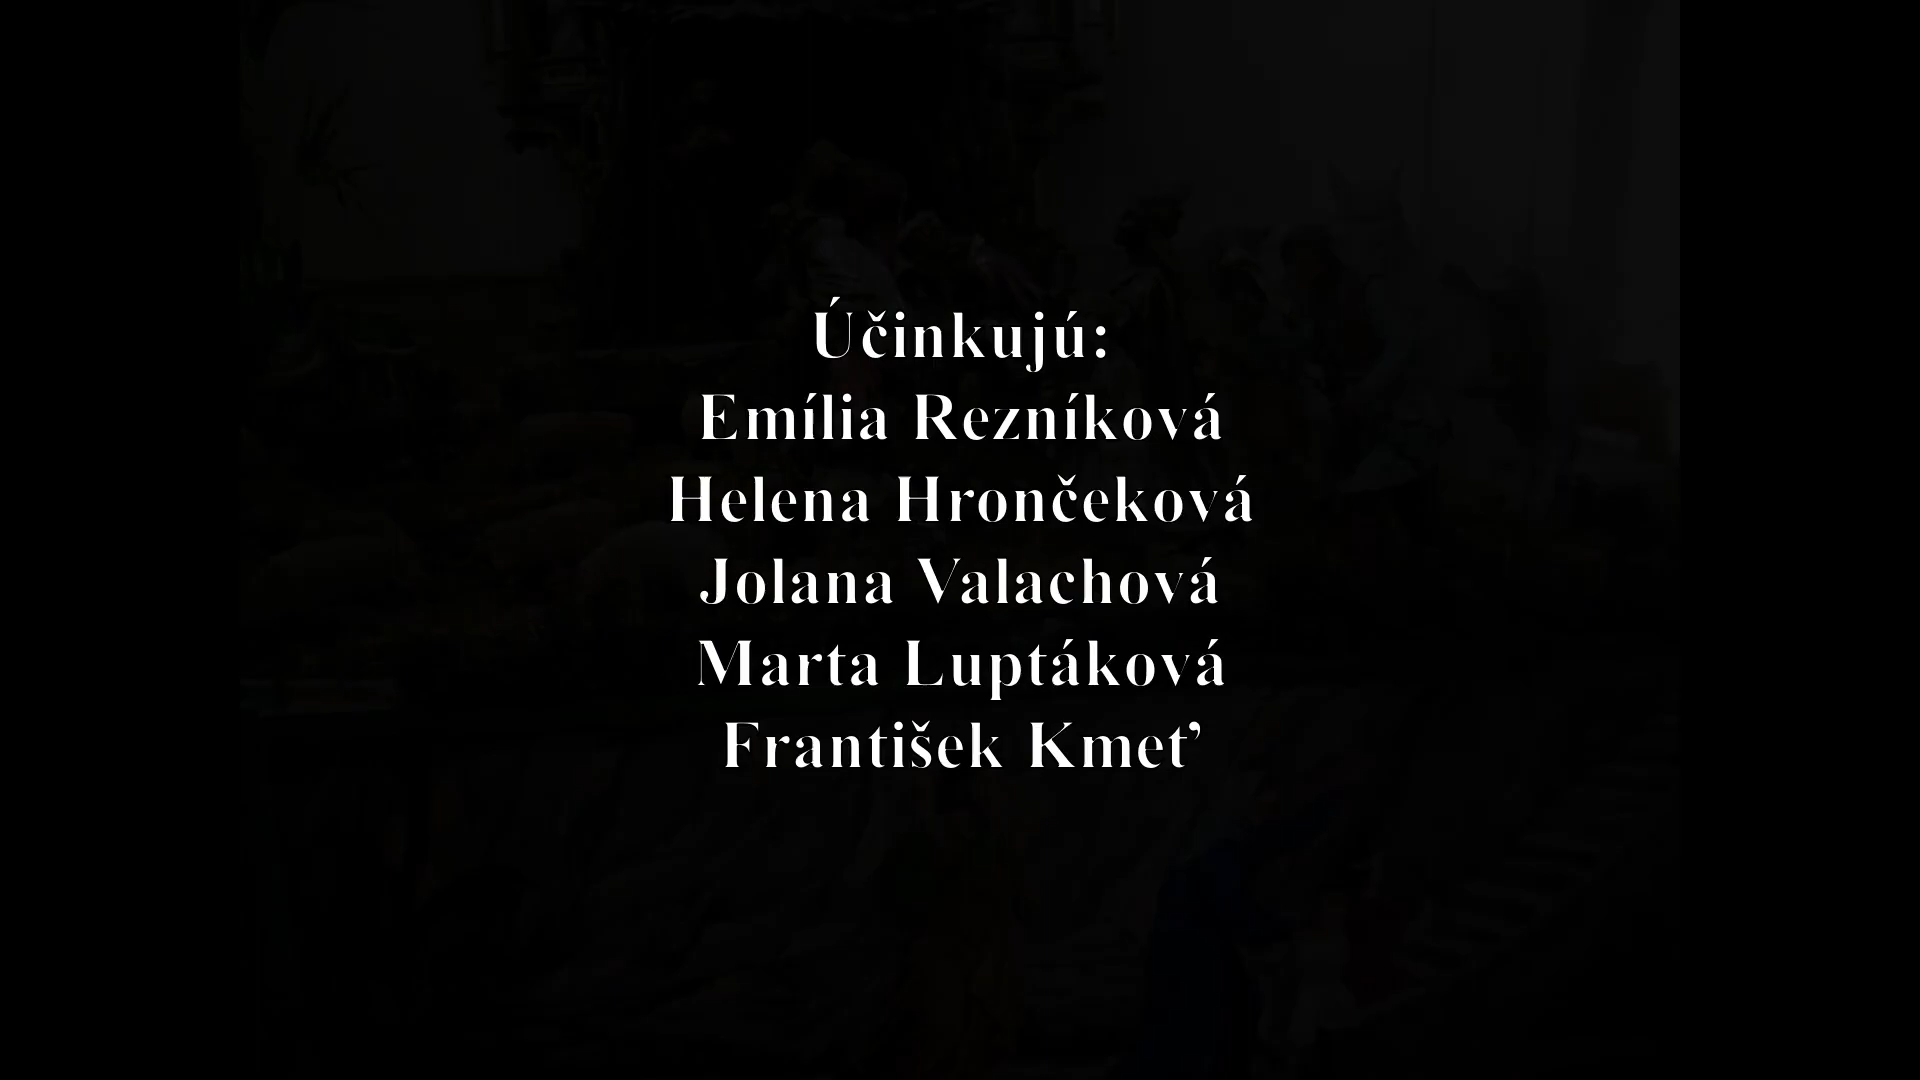 Účinkujú:
Emília Rezníková
Helena Hrončeková
Jolana Valachová
Marta Luptáková
František Kmeť